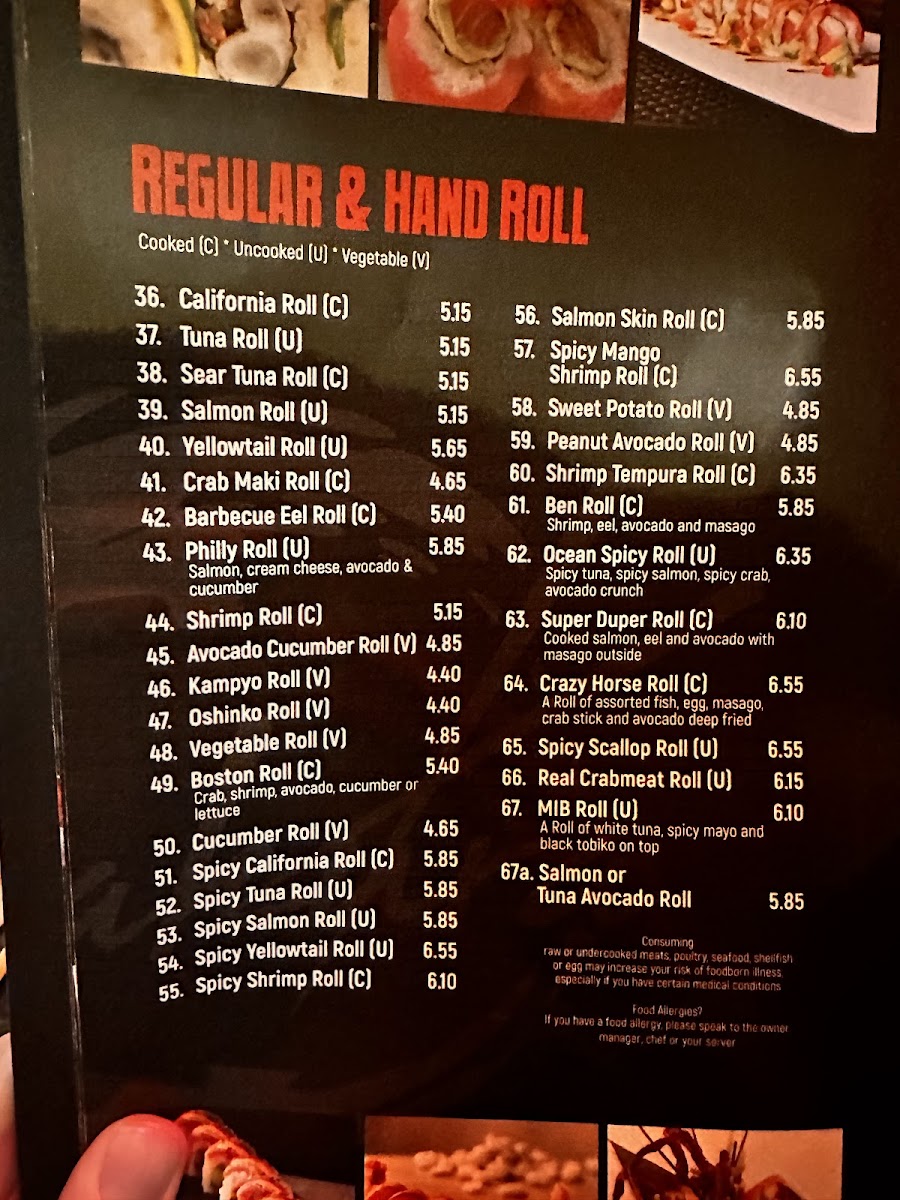 REGULAR & HAND ROLL
Cooked (C) * Uncooked (U) * Vegetable (V)
36. California Roll (C) 5.15
37. Tuna Roll (U) 5.15
38. Sear Tuna Roll (C) 5.15
39. Salmon Roll (U) 5.15
40. Yellowtail Roll (U) 5.65
41. Crab Maki Roll (C) 4.65
42. Barbecue Eel Roll (C) 5.40
43. Philly Roll (U) 5.85
Salmon, cream cheese, avocado &
cucumber
44. Shrimp Roll (C) 5.15
45. Avocado Cucumber Roll (V) 4.85
46. Kampyo Roll (V) 4.40
47. Oshinko Roll (V) 4.40
48. Vegetable Roll (V) 4.85
49. Boston Roll (C) 5.40
Crab, shrimp, avocado, cucumber or
lettuce
50. Cucumber Roll (V) 4.65
51. Spicy California Roll (C) 5.85
52. Spicy Tuna Roll (U) 5.85
53. Spicy Salmon Roll (U) 5.85
54. Spicy Yellowtail Roll (U) 6.55
55. Spicy Shrimp Roll (C) 6.10
56. Salmon Skin Roll (C) 5.85
57. Spicy Mango
Shrimp Roll (C) 6.55
58. Sweet Potato Roll (V) 4.85
59. Peanut Avocado Roll (V) 4.85
60. Shrimp Tempura Roll (C) 6.35
61. Ben Roll (C) 5.85
Shrimp, eel, avocado and masago
62. Ocean Spicy Roll (U) 6.35
Spicy tuna, spicy salmon, spicy crab,
avocado crunch
63. Super Duper Roll (C) 6.10
Cooked salmon, eel and avocado with
masago outside
64. Crazy Horse Roll (C) 6.55
A Roll of assorted fish, egg, masago,
crab stick and avocado deep fried
65. Spicy Scallop Roll (U) 6.55
66. Real Crabmeat Roll (U) 6.15
67. MIB Roll (U) 6.10
A Roll of white tuna, spicy mayo and
black tobiko on top
67a. Salmon or
Tuna Avocado Roll 5.85
Consuming
raw or undercooked meats, poultry, seafood, shellfish
or egg may increase your risk of foodborn illness,
especially if you have certain medical conditions
Food Allergies?
If you have a food allergy, please speak to the owner
manager, chef or your server